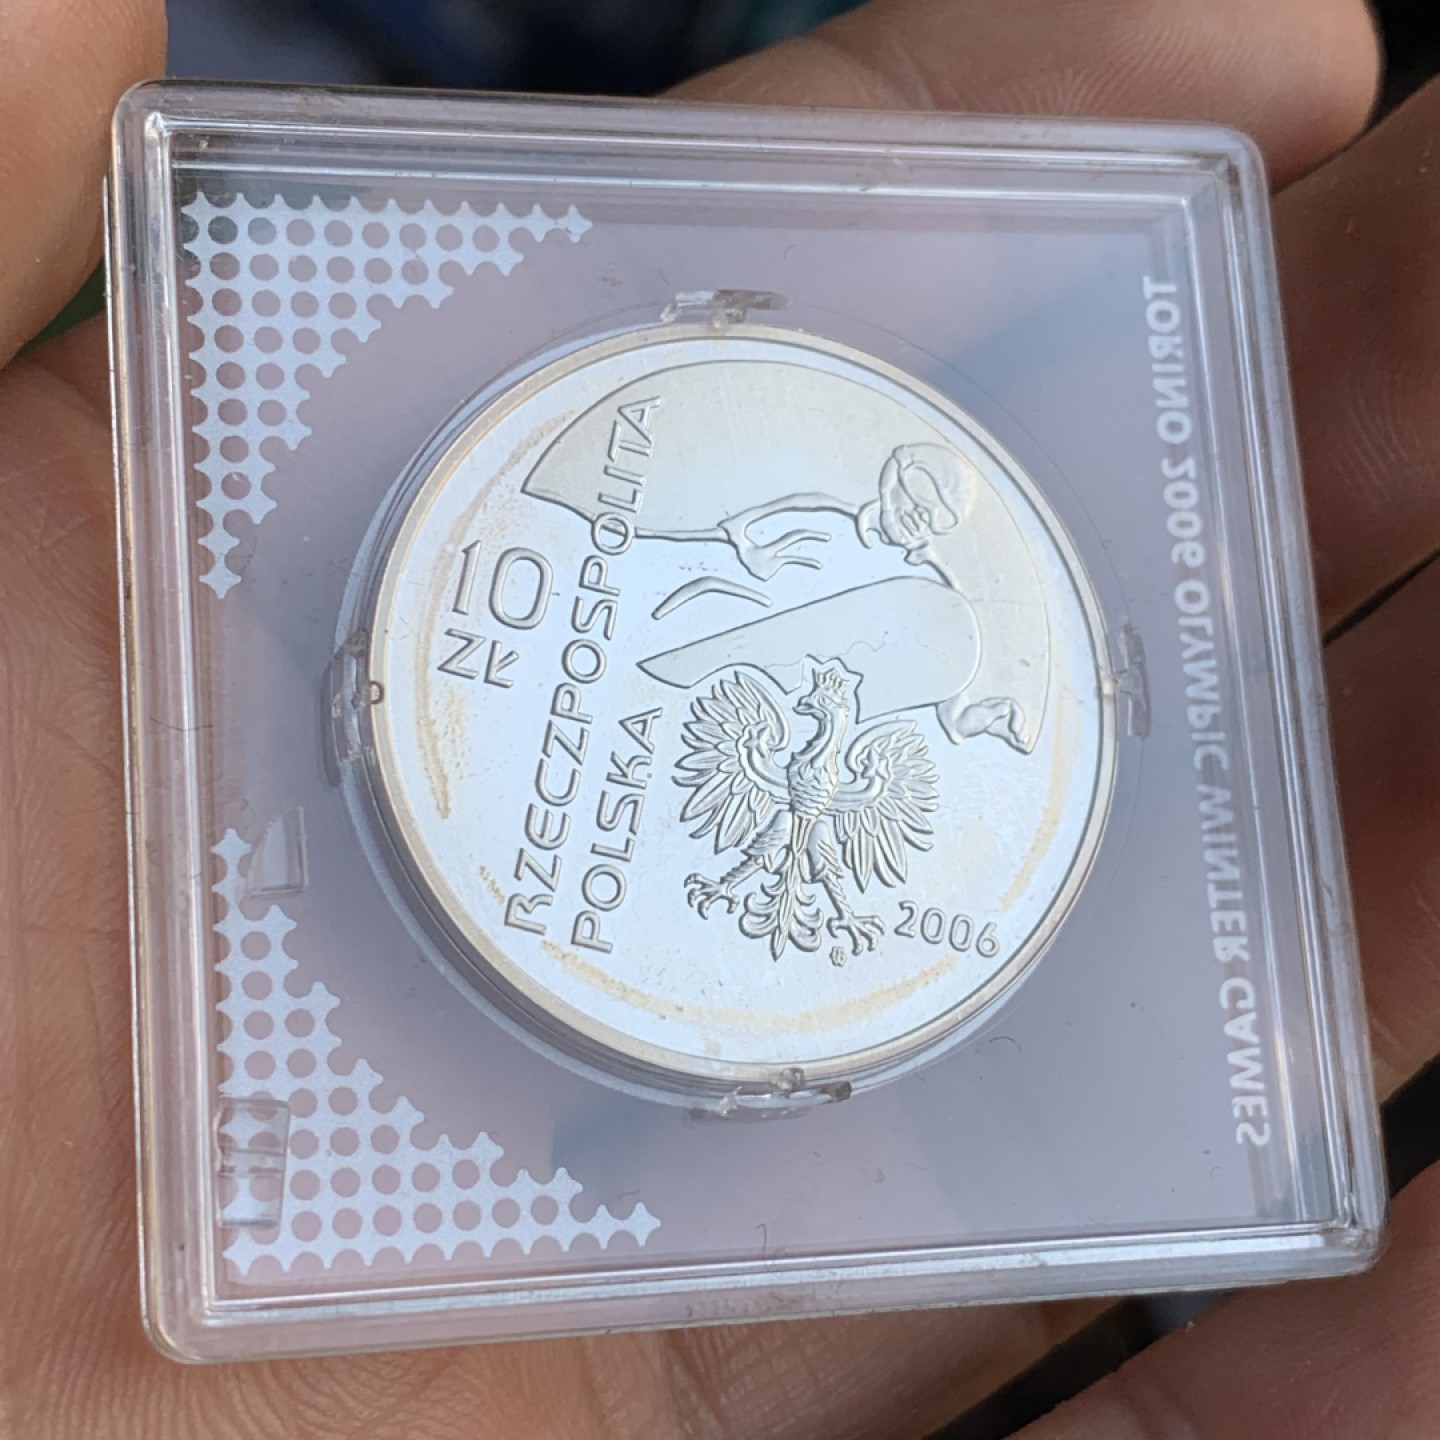 10
ZŁ
RZECZPOSPOLITA
POLSKA
2006
TORINO 2006 OLYMPIC WINTER GAMES